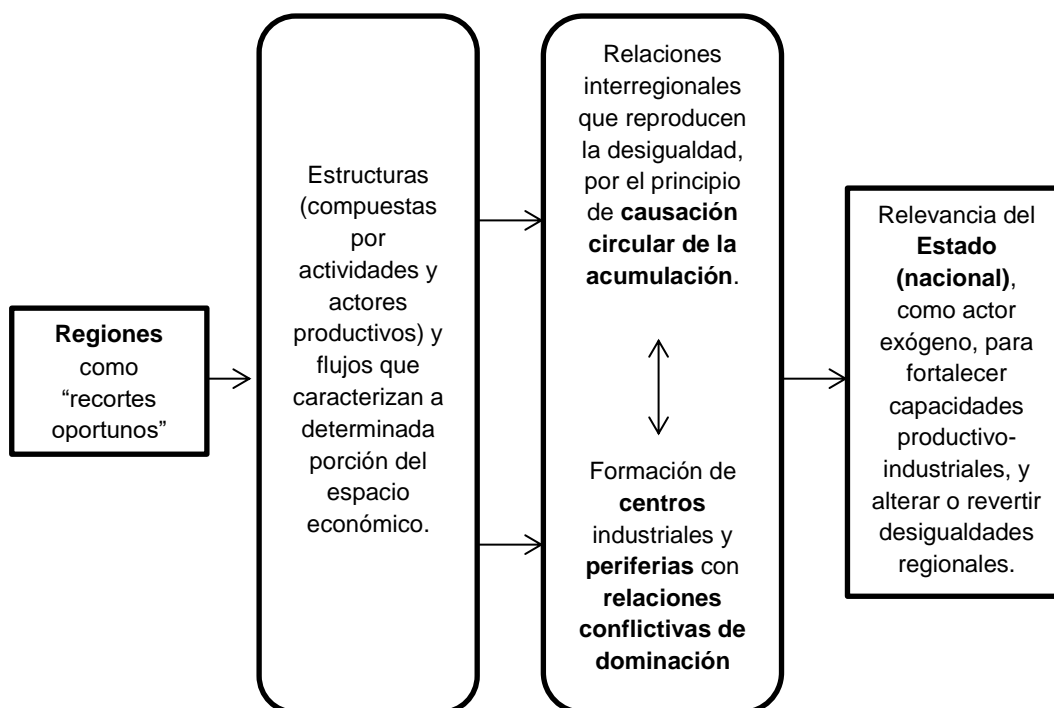 Regiones
como
“recortes
oportunos”
Estructuras
(compuestas
por
actividades y
actores
productivos) y
flujos que
caracterizan a
determinada
porción del
espacio
económico.
Relaciones
interregionales
que reproducen
la desigualdad,
por el principio
de causación
circular de la
acumulación.
Formación de
centros
industriales y
periferias con
relaciones
conflictivas de
dominación
Relevancia del
Estado
(nacional),
como actor
exógeno, para
fortalecer
capacidades
productivo-
industriales, y
alterar o revertir
desigualdades
regionales.